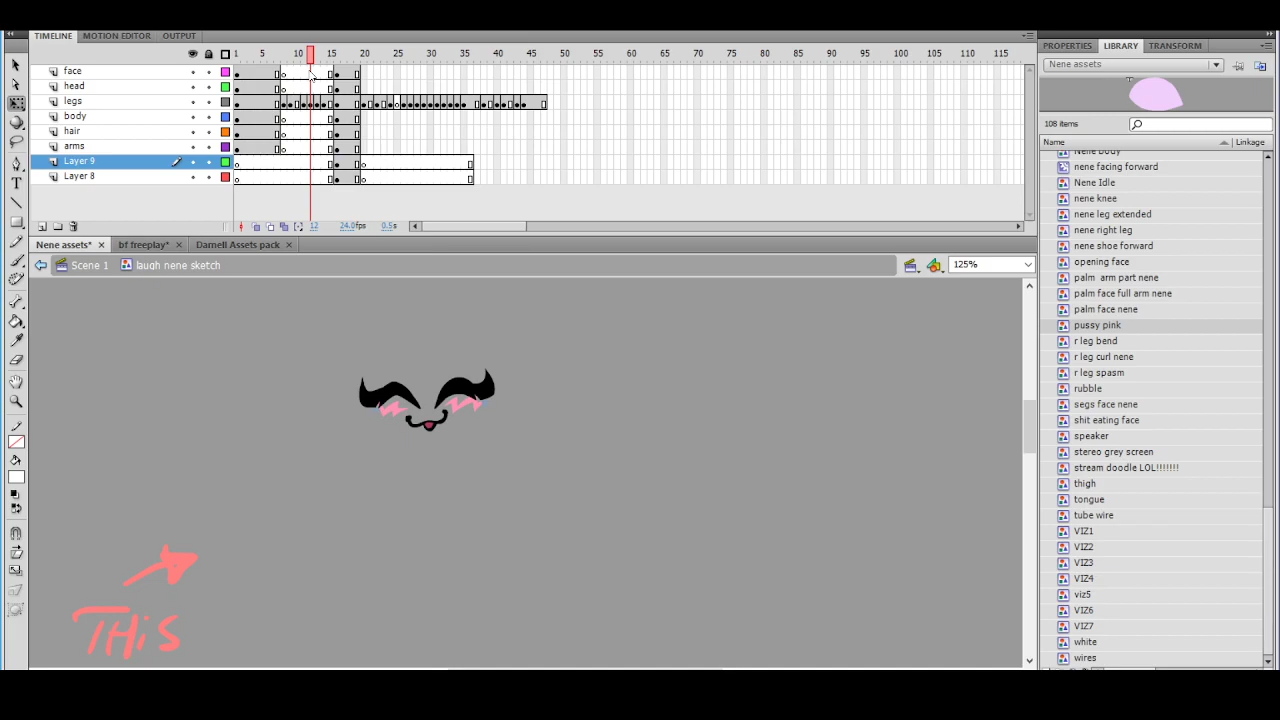 TIMELINE MOTION EDITOR OUTPUT
1 5 10 15 20 25 30 35 40 45 50 55 60 65 70 75 80 85 90 95 100 105 110 115
face
head
legs
body
hair
arms
Layer 9
Layer 8
12 24.0fps 0.5s
Nene assets* bf freeplay* Darnell Assets pack
Scene 1 laugh nene sketch 125%
THiS
PROPERTIES LIBRARY TRANSFORM
Nene assets
108 items
Name Linkage
Nene Body
nene facing forward
Nene Idle
nene knee
nene leg extended
nene right leg
nene shoe forward
opening face
palm arm part nene
palm face full arm nene
palm face nene
pussy pink
r leg bend
r leg curl nene
r leg spasm
rubble
segs face nene
shit eating face
speaker
stereo grey screen
stream doodle LOL!!!!!!!
thigh
tongue
tube wire
VIZ1
VIZ2
VIZ3
VIZ4
viz5
VIZ6
VIZ7
white
wires